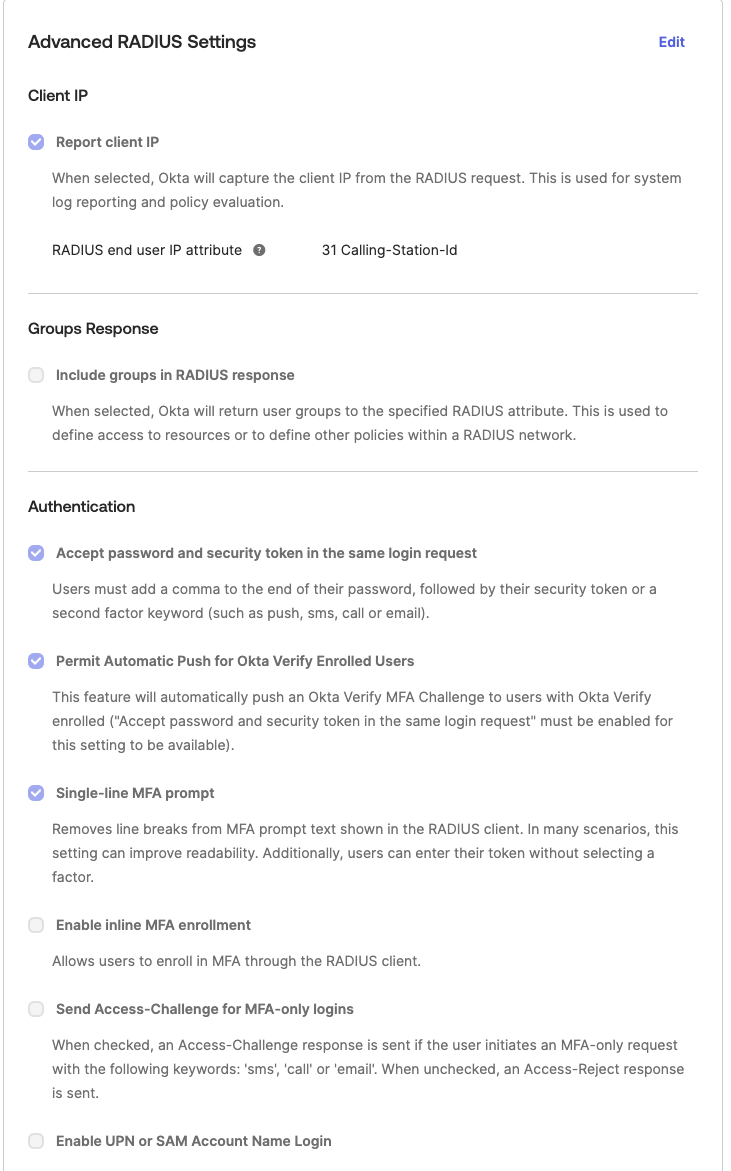 Advanced RADIUS Settings Edit
Client IP
Report client IP
When selected, Okta will capture the client IP from the RADIUS request. This is used for system
log reporting and policy evaluation.
RADIUS end user IP attribute ? 31 Calling-Station-Id
Groups Response
Include groups in RADIUS response
When selected, Okta will return user groups to the specified RADIUS attribute. This is used to
define access to resources or to define other policies within a RADIUS network.
Authentication
Accept password and security token in the same login request
Users must add a comma to the end of their password, followed by their security token or a
second factor keyword (such as push, sms, call or email).
Permit Automatic Push for Okta Verify Enrolled Users
This feature will automatically push an Okta Verify MFA Challenge to users with Okta Verify
enrolled ("Accept password and security token in the same login request" must be enabled for
this setting to be available).
Single-line MFA prompt
Removes line breaks from MFA prompt text shown in the RADIUS client. In many scenarios, this
setting can improve readability. Additionally, users can enter their token without selecting a
factor.
Enable inline MFA enrollment
Allows users to enroll in MFA through the RADIUS client.
Send Access-Challenge for MFA-only logins
When checked, an Access-Challenge response is sent if the user initiates an MFA-only request
with the following keywords: 'sms', 'call' or 'email'. When unchecked, an Access-Reject response
is sent.
Enable UPN or SAM Account Name Login